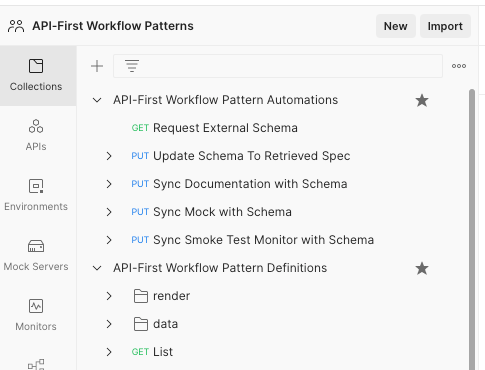 API-First Workflow Patterns
New
Import
Collections
APIs
Environments
Mock Servers
Monitors
API-First Workflow Pattern Automations
GET Request External Schema
PUT Update Schema To Retrieved Spec
PUT Sync Documentation with Schema
PUT Sync Mock with Schema
PUT Sync Smoke Test Monitor with Schema
API-First Workflow Pattern Definitions
render
data
GET List